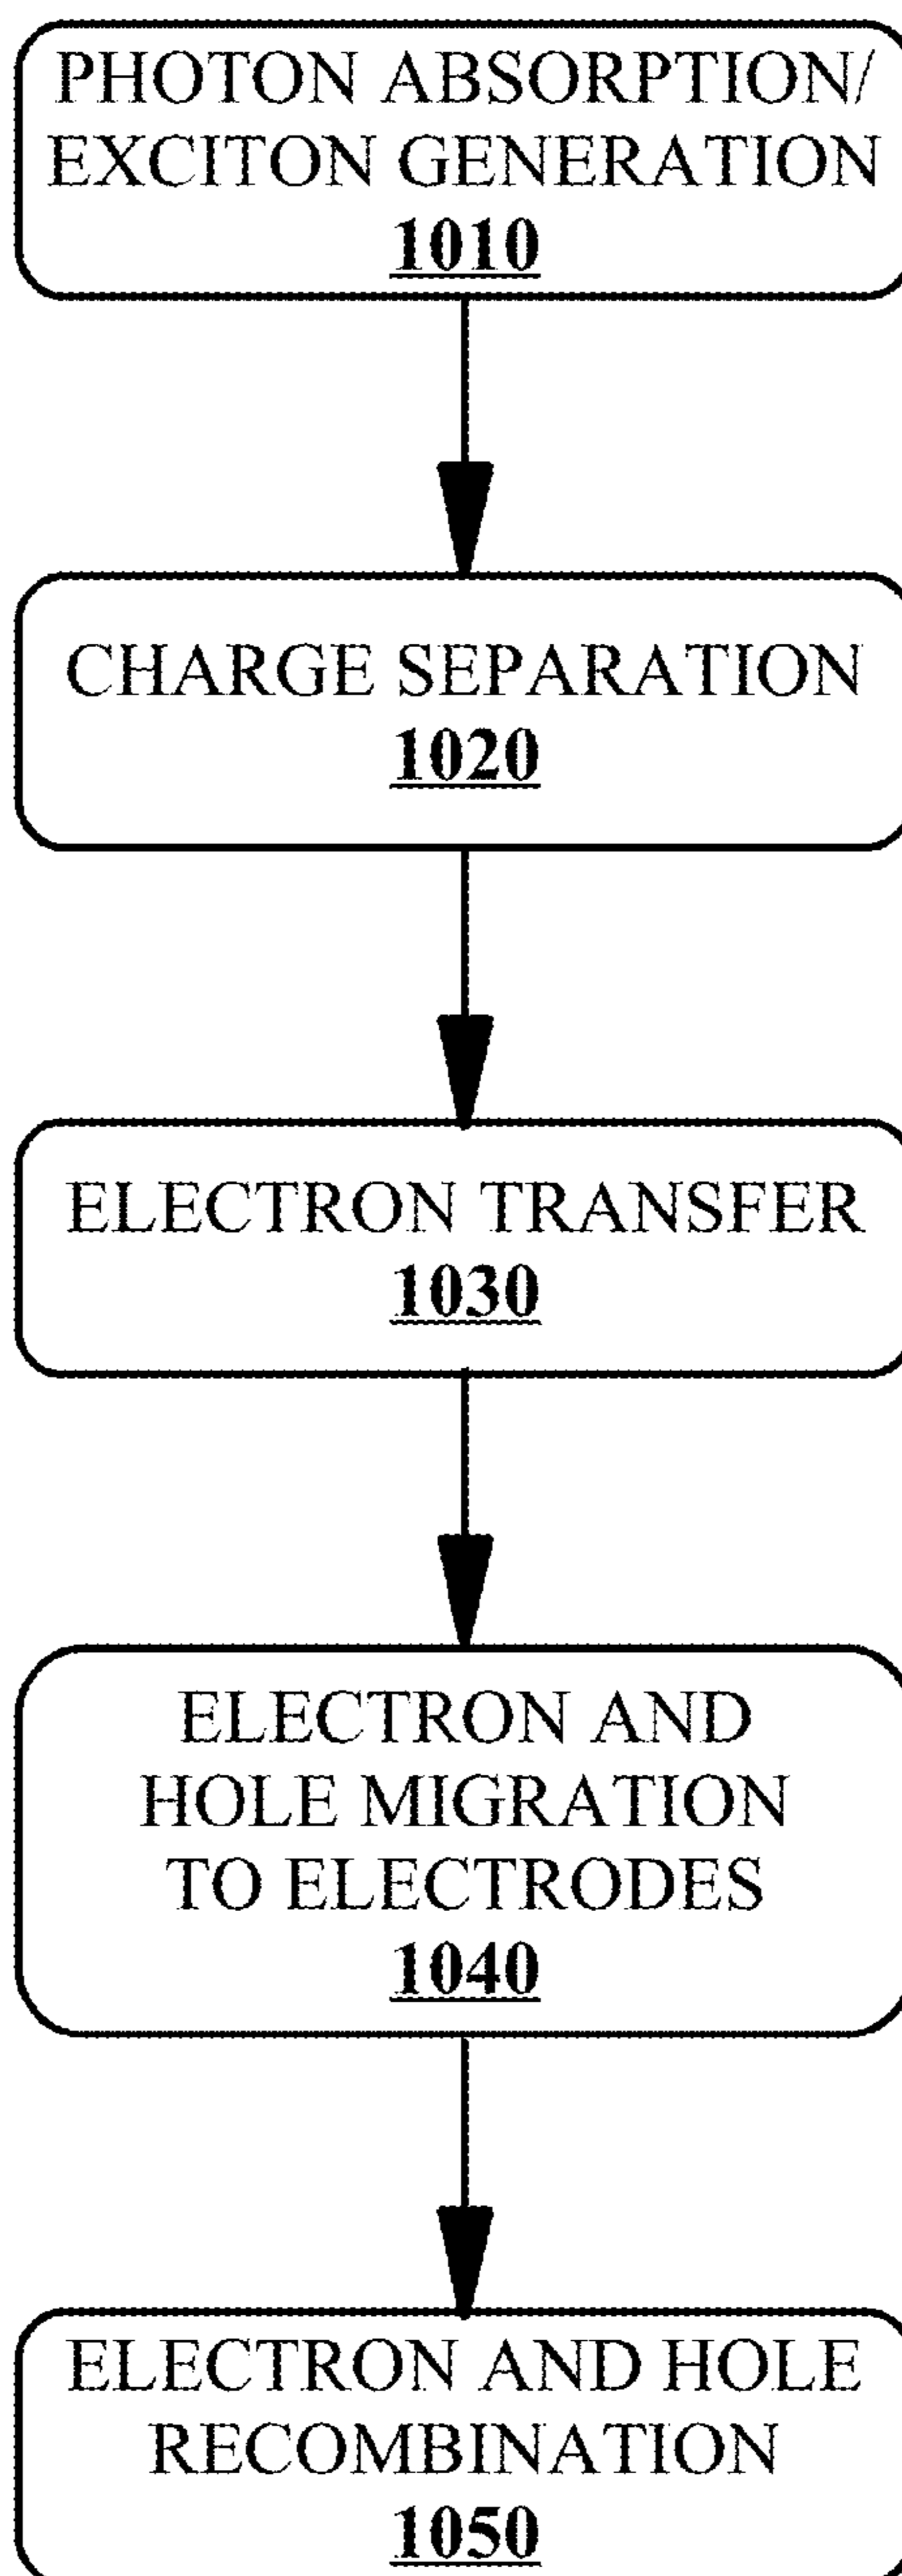 PHOTON ABSORPTION/
EXCITON GENERATION
1010
CHARGE SEPARATION
1020
ELECTRON TRANSFER
1030
ELECTRON AND
HOLE MIGRATION
TO ELECTRODES
1040
ELECTRON AND HOLE
RECOMBINATION
1050